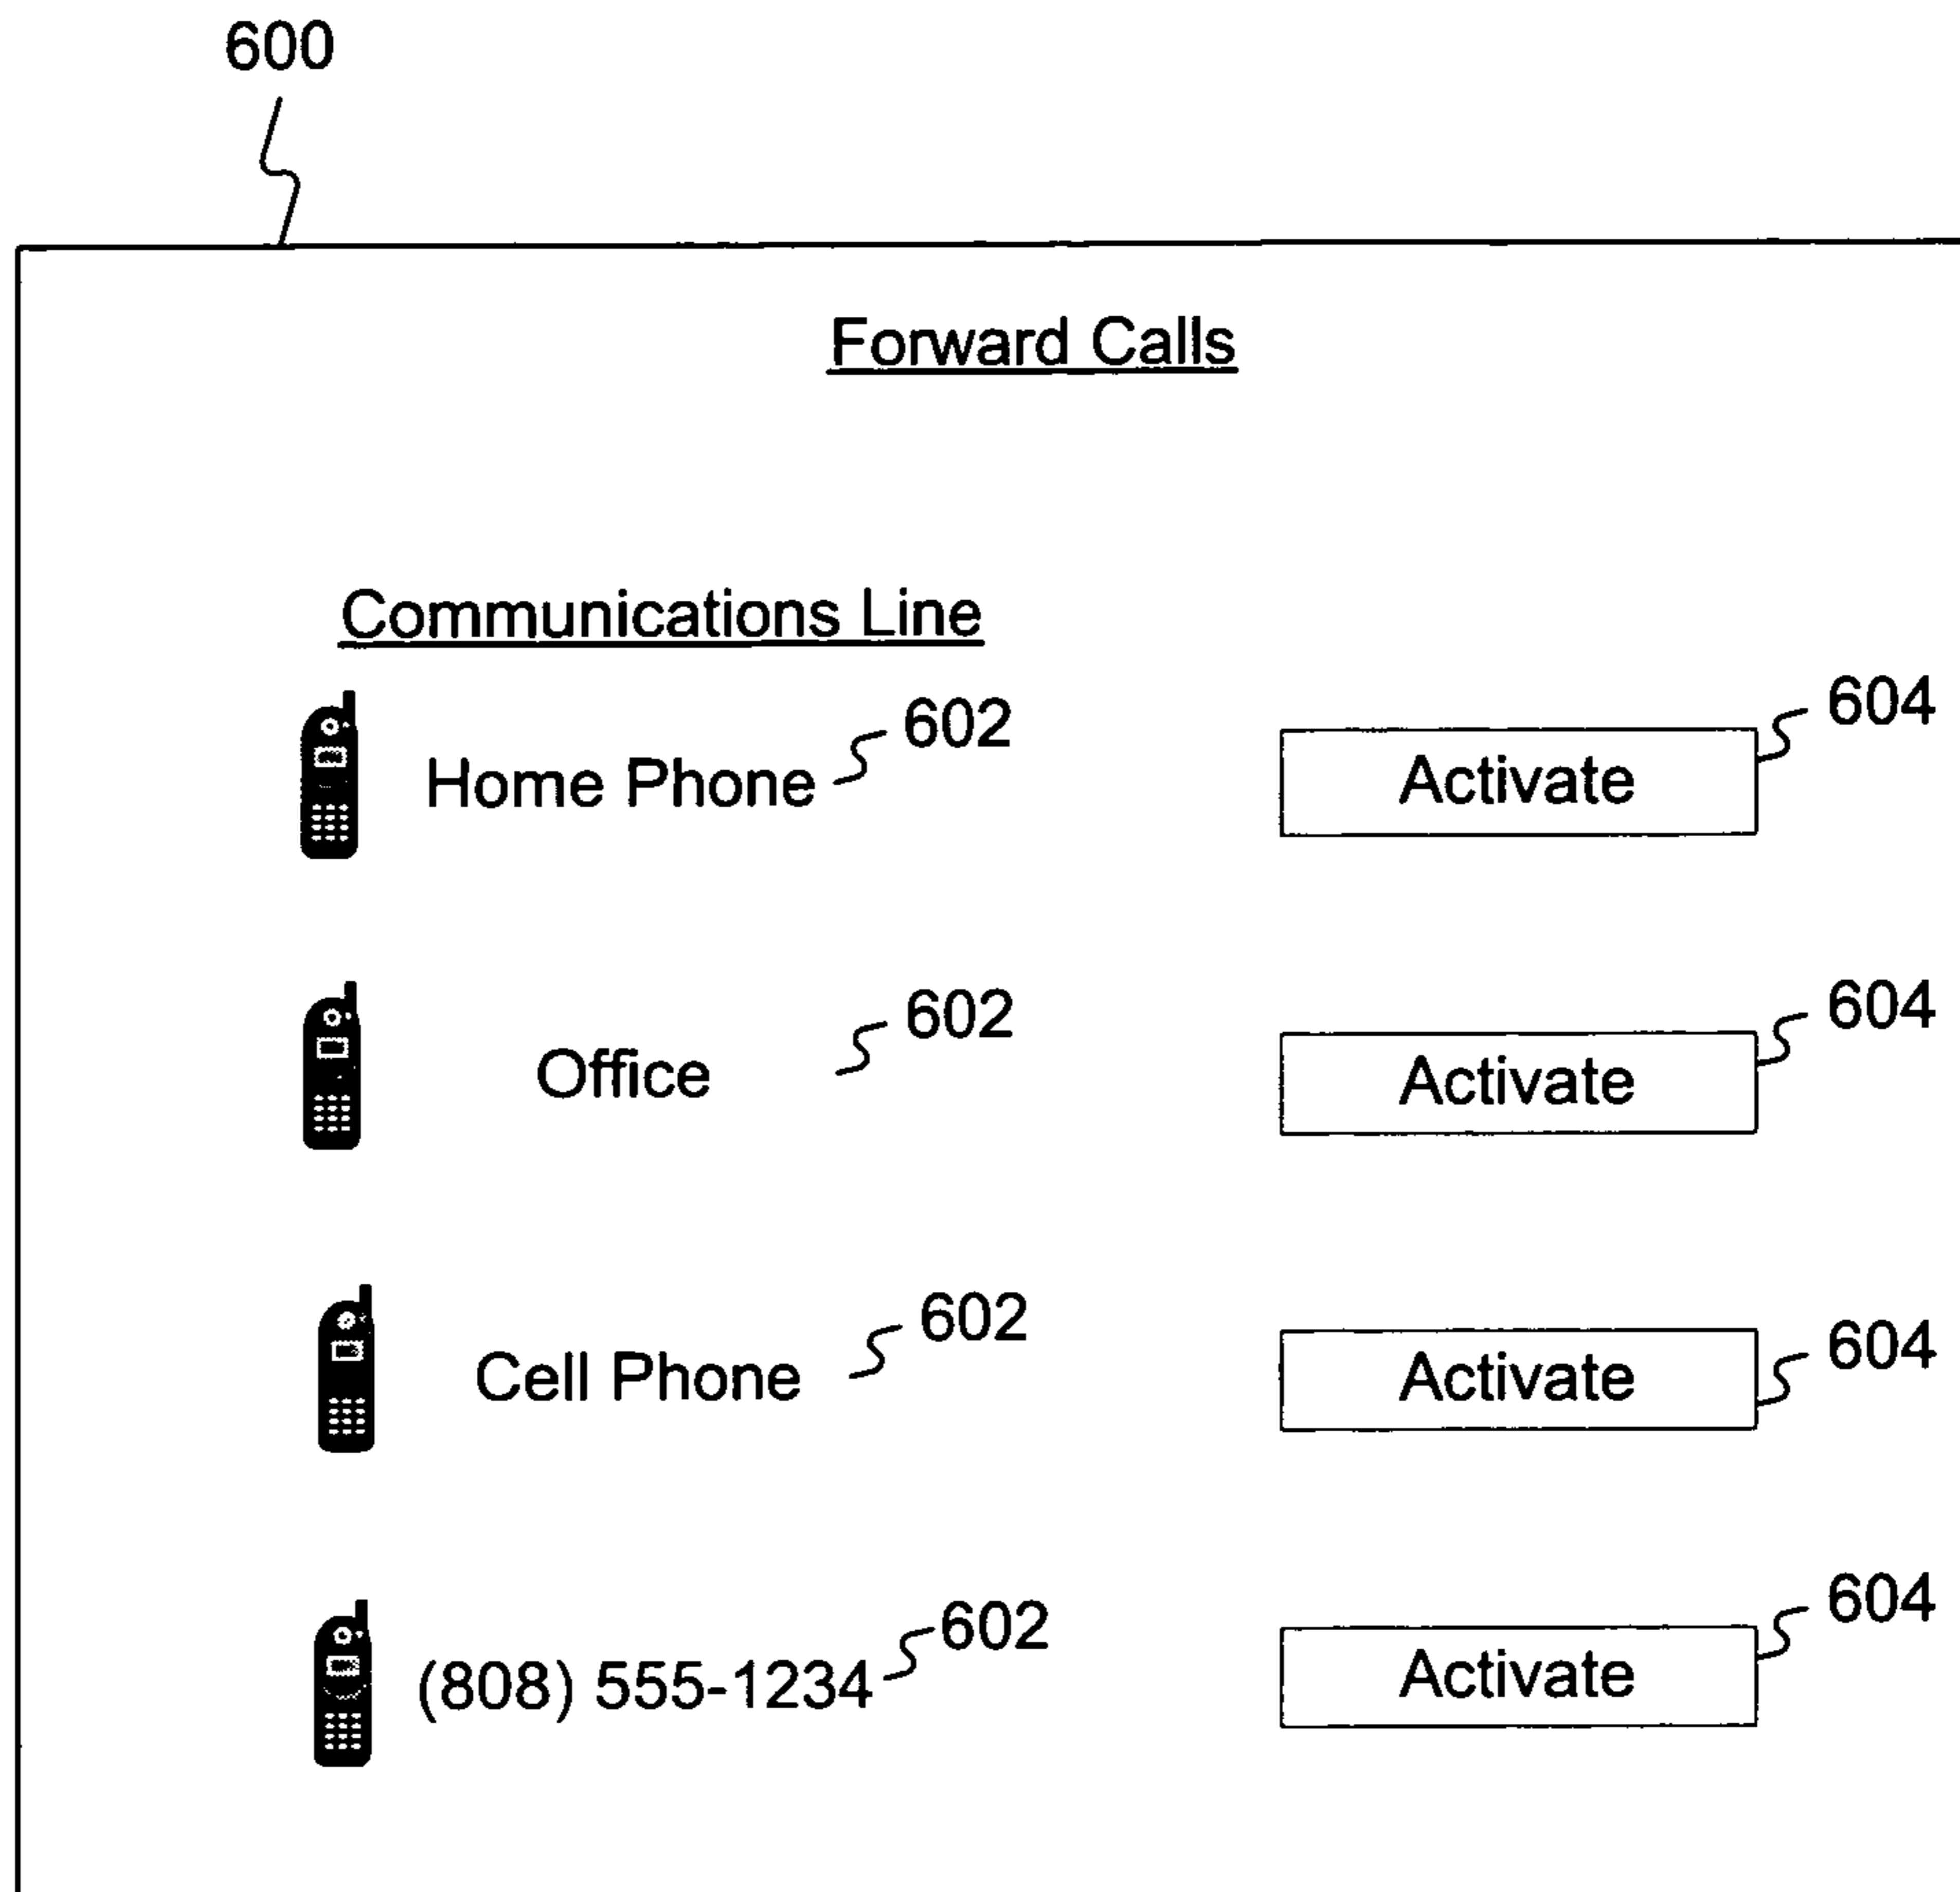 600
Forward Calls
Communications Line
Home Phone 602 Activate 604
Office 602 Activate 604
Cell Phone 602 Activate 604
(808) 555-1234 602 Activate 604